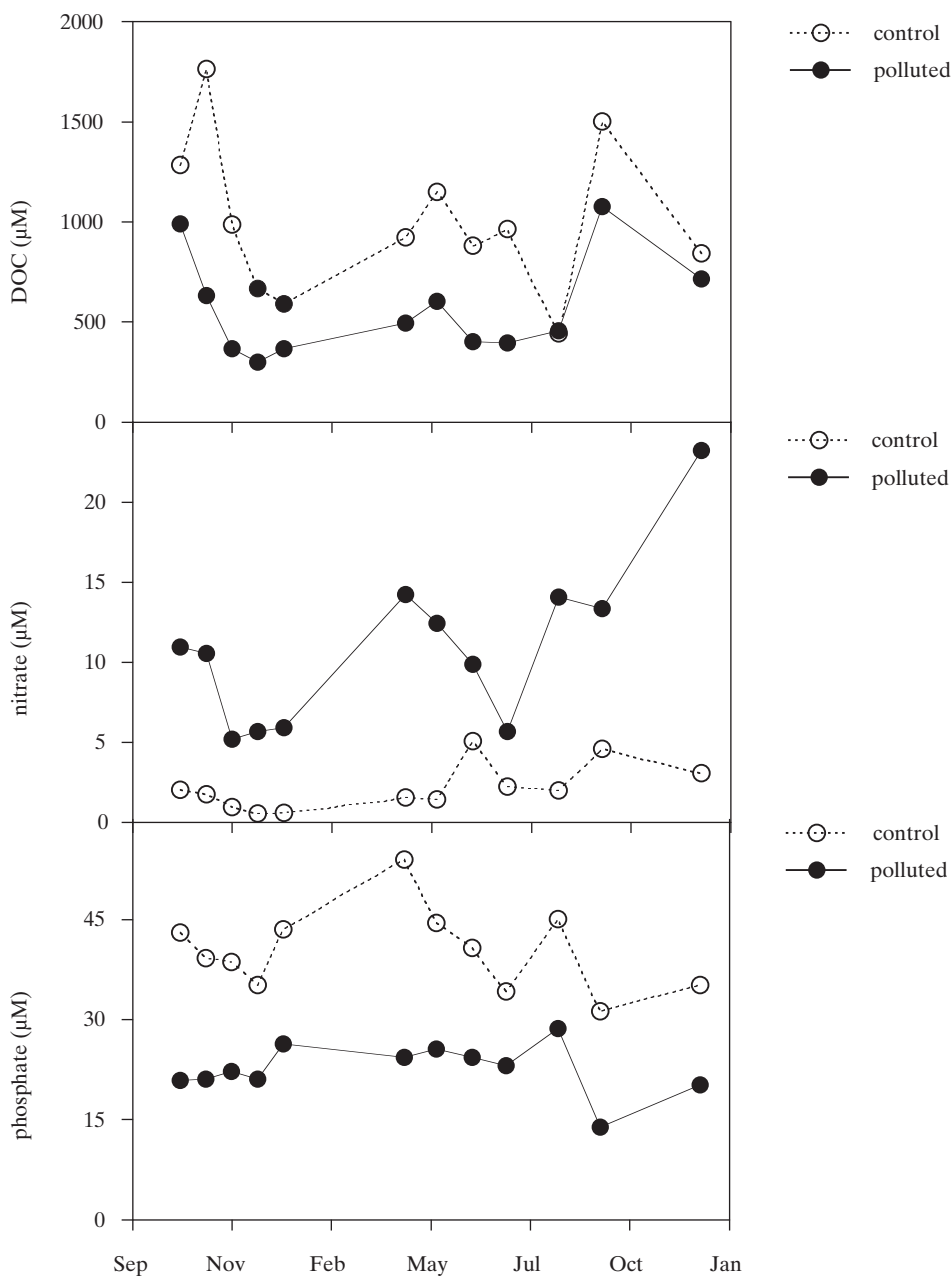 2000
1500
1000
500
0
DOC (µM)
control
polluted
20
15
10
5
0
nitrate (µM)
control
polluted
45
30
15
0
phosphate (µM)
control
polluted
Sep Nov Feb May Jul Oct Jan